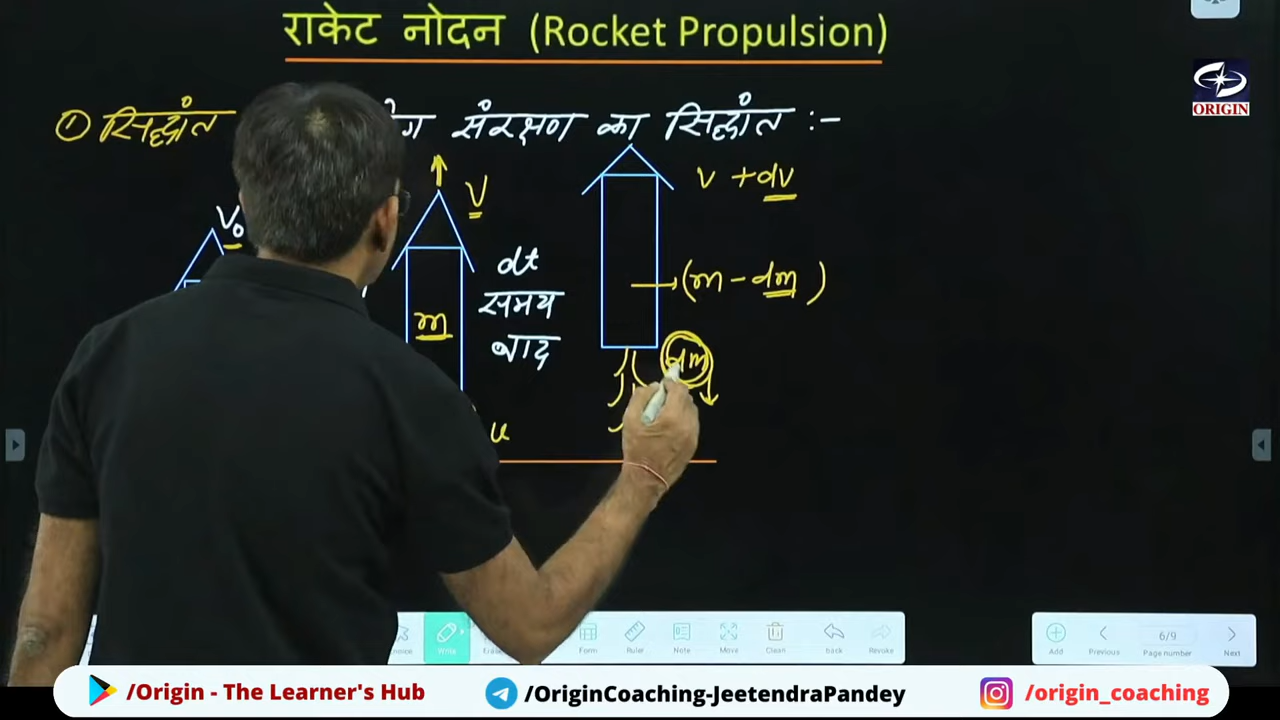 राकेट नोदन (Rocket Propulsion)
ORIGIN
① सिद्धांत संरक्षण का सिद्धांत :-
V₀
V
V + dV
dt
समय
बाद
m
(m - dm)
dm
u
Write
Form
Ruler
Note
Move
Clean
back
Revoke
Add
Previous
6/9
Page number
Next
/Origin - The Learner's Hub
/OriginCoaching-JeetendraPandey
/origin_coaching